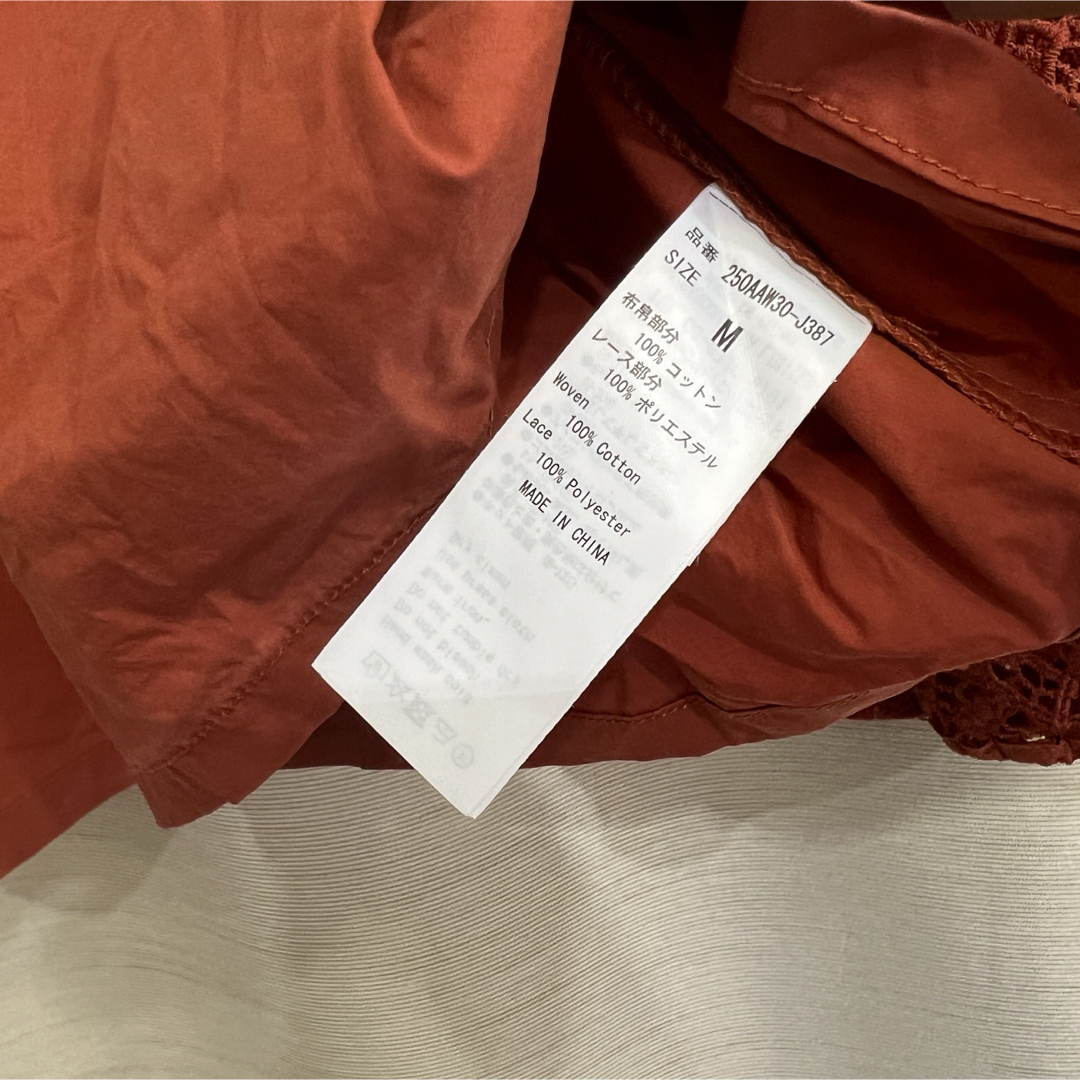 品番 250AAW30-J387
SIZE M
布帛部分
100% コットン
レース部分
100% ポリエステル
Woven
100% Cotton
Lace
100% Polyester
MADE IN CHINA